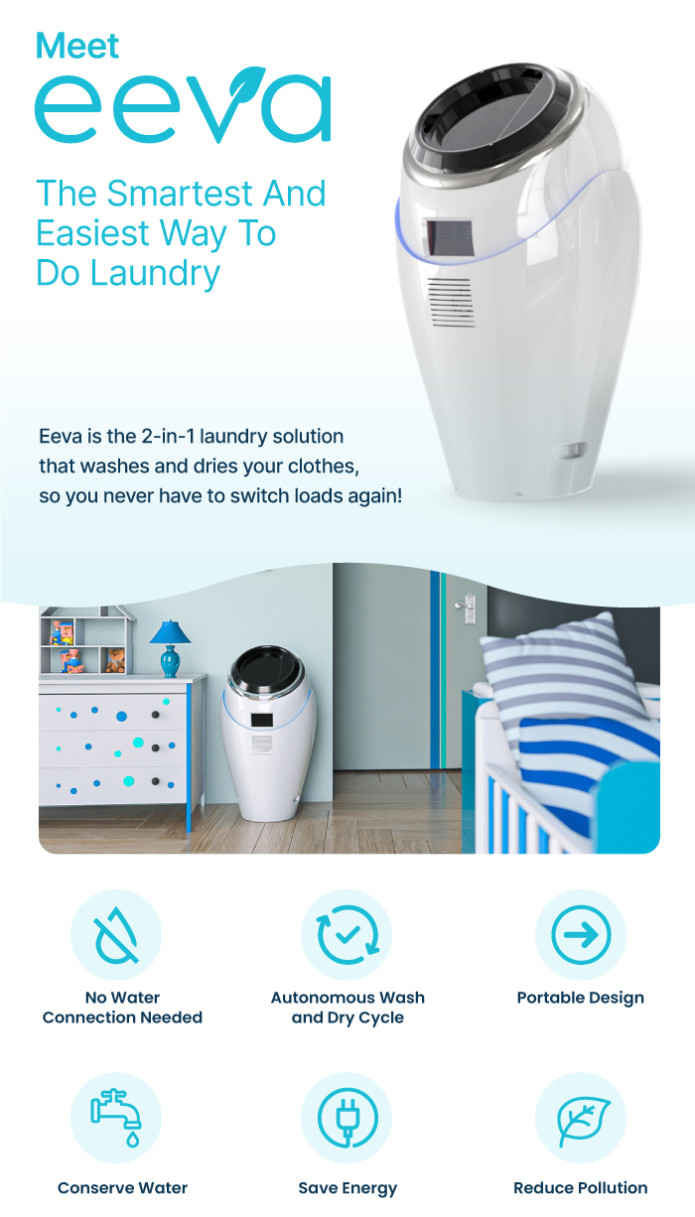 Meet
eeva
The Smartest And
Easiest Way To
Do Laundry
Eeva is the 2-in-1 laundry solution
that washes and dries your clothes,
so you never have to switch loads again!
No Water
Connection Needed
Autonomous Wash
and Dry Cycle
Portable Design
Conserve Water
Save Energy
Reduce Pollution